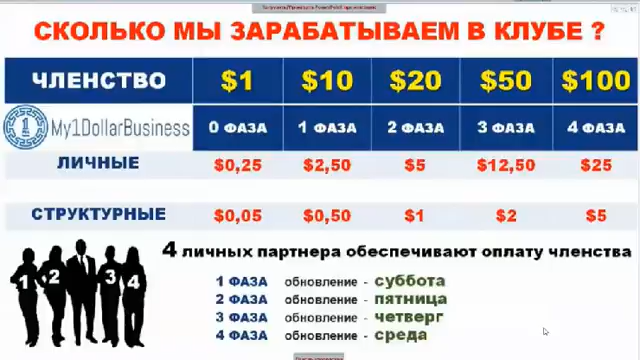 СКОЛЬКО МЫ ЗАРАБАТЫВАЕМ В КЛУБЕ ?
ЧЛЕНСТВО $1 $10 $20 $50 $100
1 My1DollarBusiness 0 ФАЗА 1 ФАЗА 2 ФАЗА 3 ФАЗА 4 ФАЗА
ЛИЧНЫЕ $0,25 $2,50 $5 $12,50 $25
СТРУКТУРНЫЕ $0,05 $0,50 $1 $2 $5
4 личных партнера обеспечивают оплату членства
1 2 3 4
1 ФАЗА обновление - суббота
2 ФАЗА обновление - пятница
3 ФАЗА обновление - четверг
4 ФАЗА обновление - среда